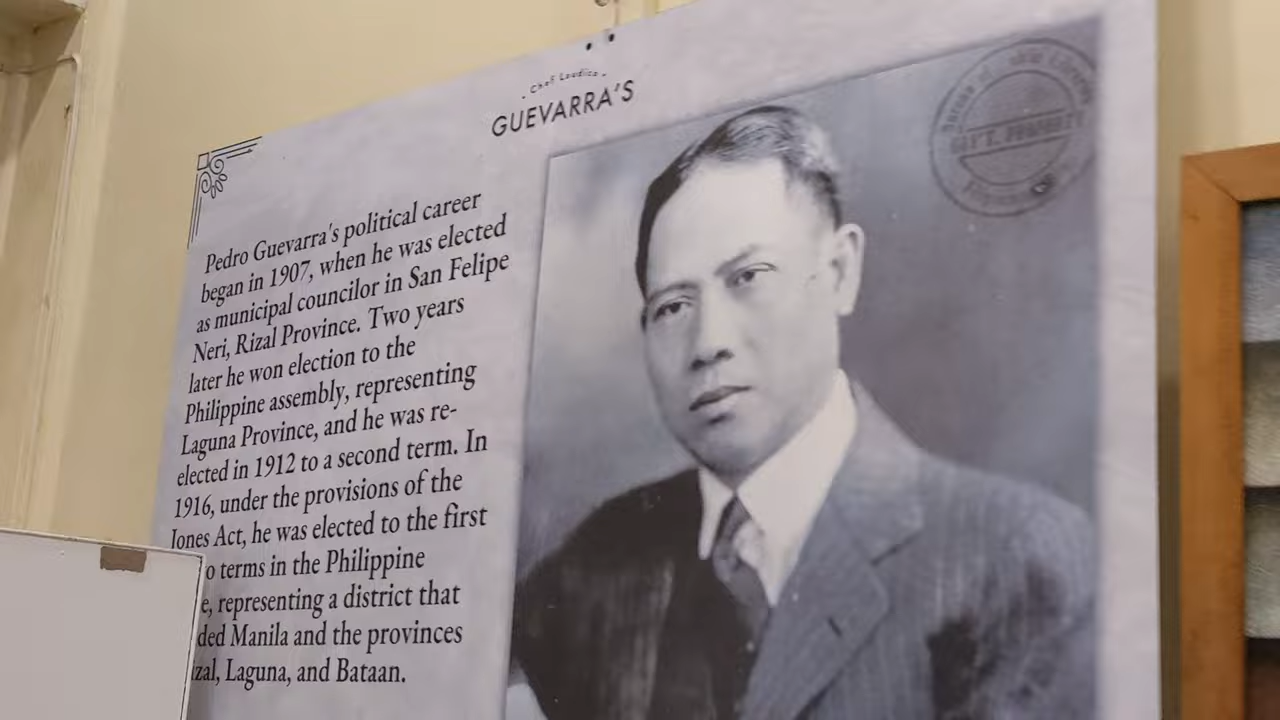 Chef Laudico
GUEVARRA'S
Pedro Guevarra's political career
began in 1907, when he was elected
as municipal councilor in San Felipe
Neri, Rizal Province. Two years
later he won election to the
Philippine assembly, representing
Laguna Province, and he was re-
elected in 1912 to a second term. In
1916, under the provisions of the
Jones Act, he was elected to the first
o terms in the Philippine
e, representing a district that
ded Manila and the provinces
zal, Laguna, and Bataan.
GOV'T. PROPERTY